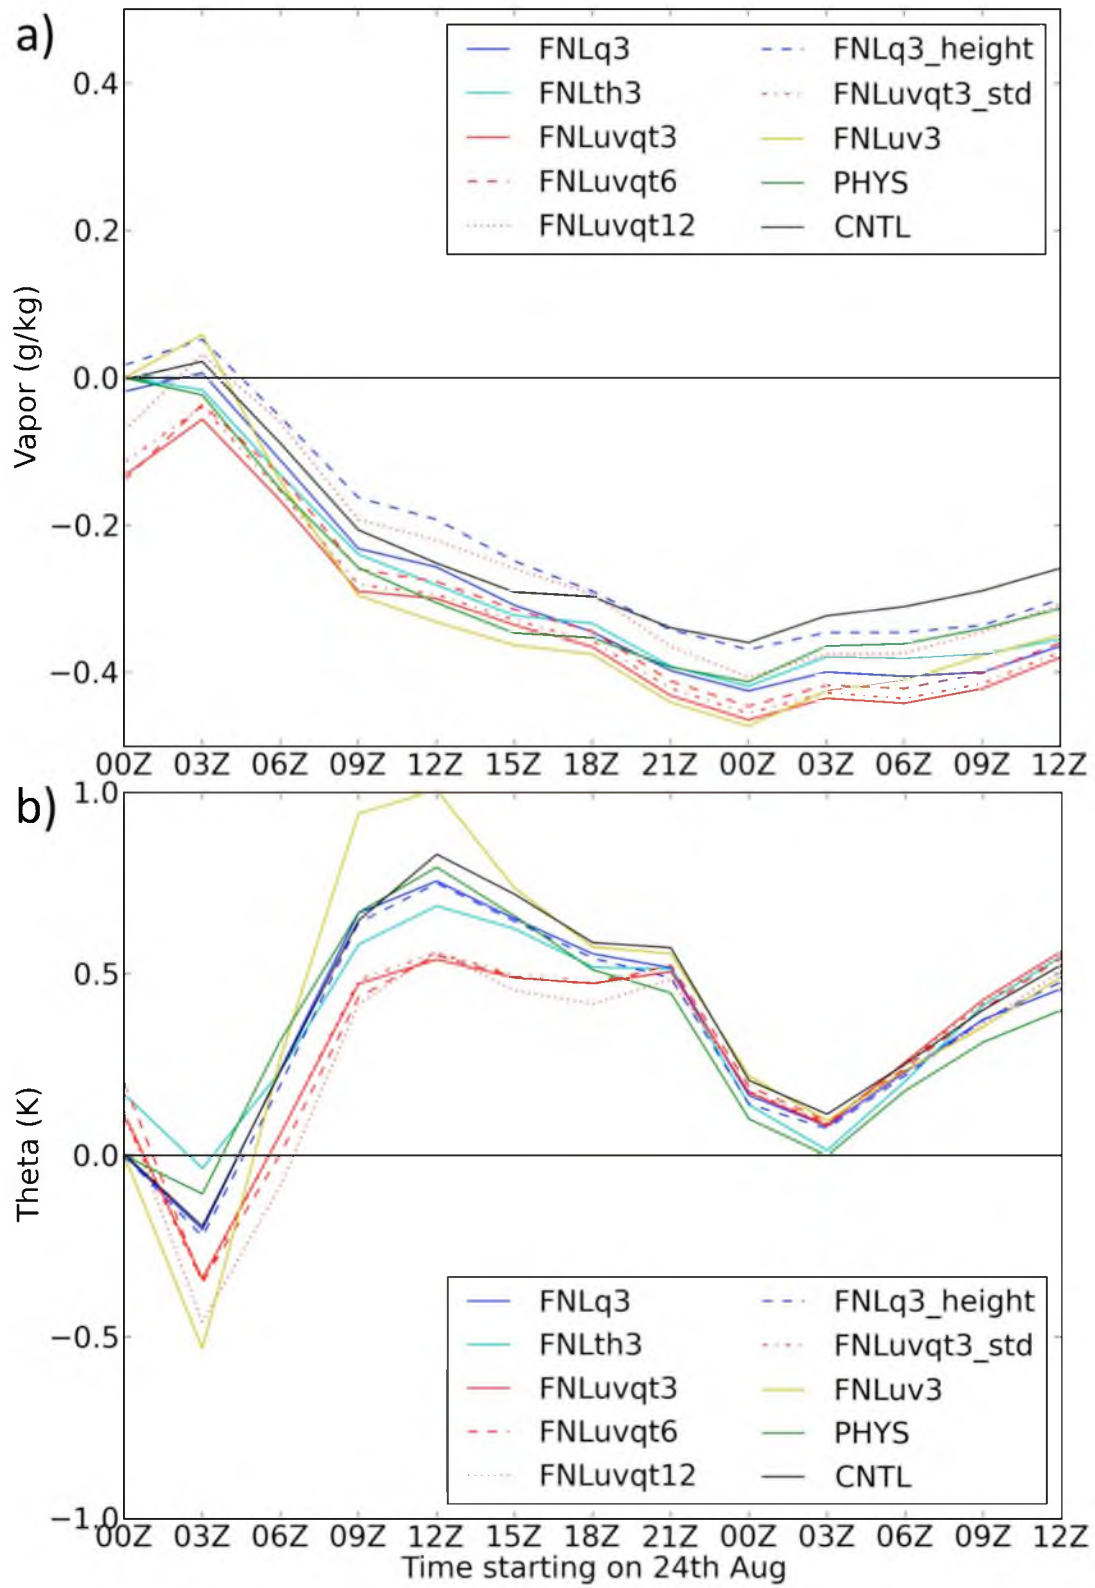 a)
FNLq3
FNLth3
FNLuvqt3
FNLuvqt6
FNLuvqt12
FNLq3_height
FNLuvqt3_std
FNLuv3
PHYS
CNTL
Vapor (g/kg)
0.4
0.2
0.0
−0.2
−0.4
00Z 03Z 06Z 09Z 12Z 15Z 18Z 21Z 00Z 03Z 06Z 09Z 12Z
b)
Theta (K)
1.0
0.5
0.0
−0.5
−1.0
FNLq3
FNLth3
FNLuvqt3
FNLuvqt6
FNLuvqt12
FNLq3_height
FNLuvqt3_std
FNLuv3
PHYS
CNTL
00Z 03Z 06Z 09Z 12Z 15Z 18Z 21Z 00Z 03Z 06Z 09Z 12Z
Time starting on 24th Aug